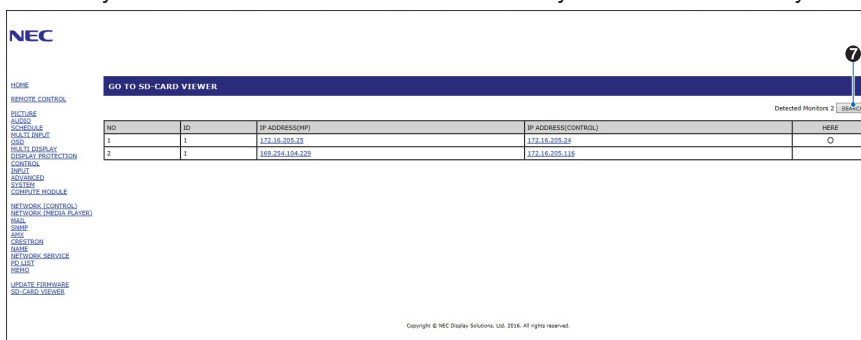 NEC
7
HOME
GO TO SD-CARD VIEWER
REMOTE CONTROL
Detected Monitors 2 SEARCH
PICTURE
AUDIO
SCHEDULE
MULTI INPUT
OSD
MULTI DISPLAY
DISPLAY PROTECTION
CONTROL
INPUT
ADVANCED
SYSTEM
COMPUTE MODULE
NO ID IP ADDRESS(MP) IP ADDRESS(CONTROL) HERE
1 1 172.16.205.25 172.16.205.24 O
2 1 169.254.104.229 172.16.205.116
NETWORK (CONTROL)
NETWORK (MEDIA PLAYER)
MAIL
SNMP
AMX
CRESTRON
NAME
NETWORK SERVICE
PD LIST
MEMO
UPDATE FIRMWARE
SD-CARD VIEWER
Copyright © NEC Display Solutions, Ltd. 2016. All rights reserved.